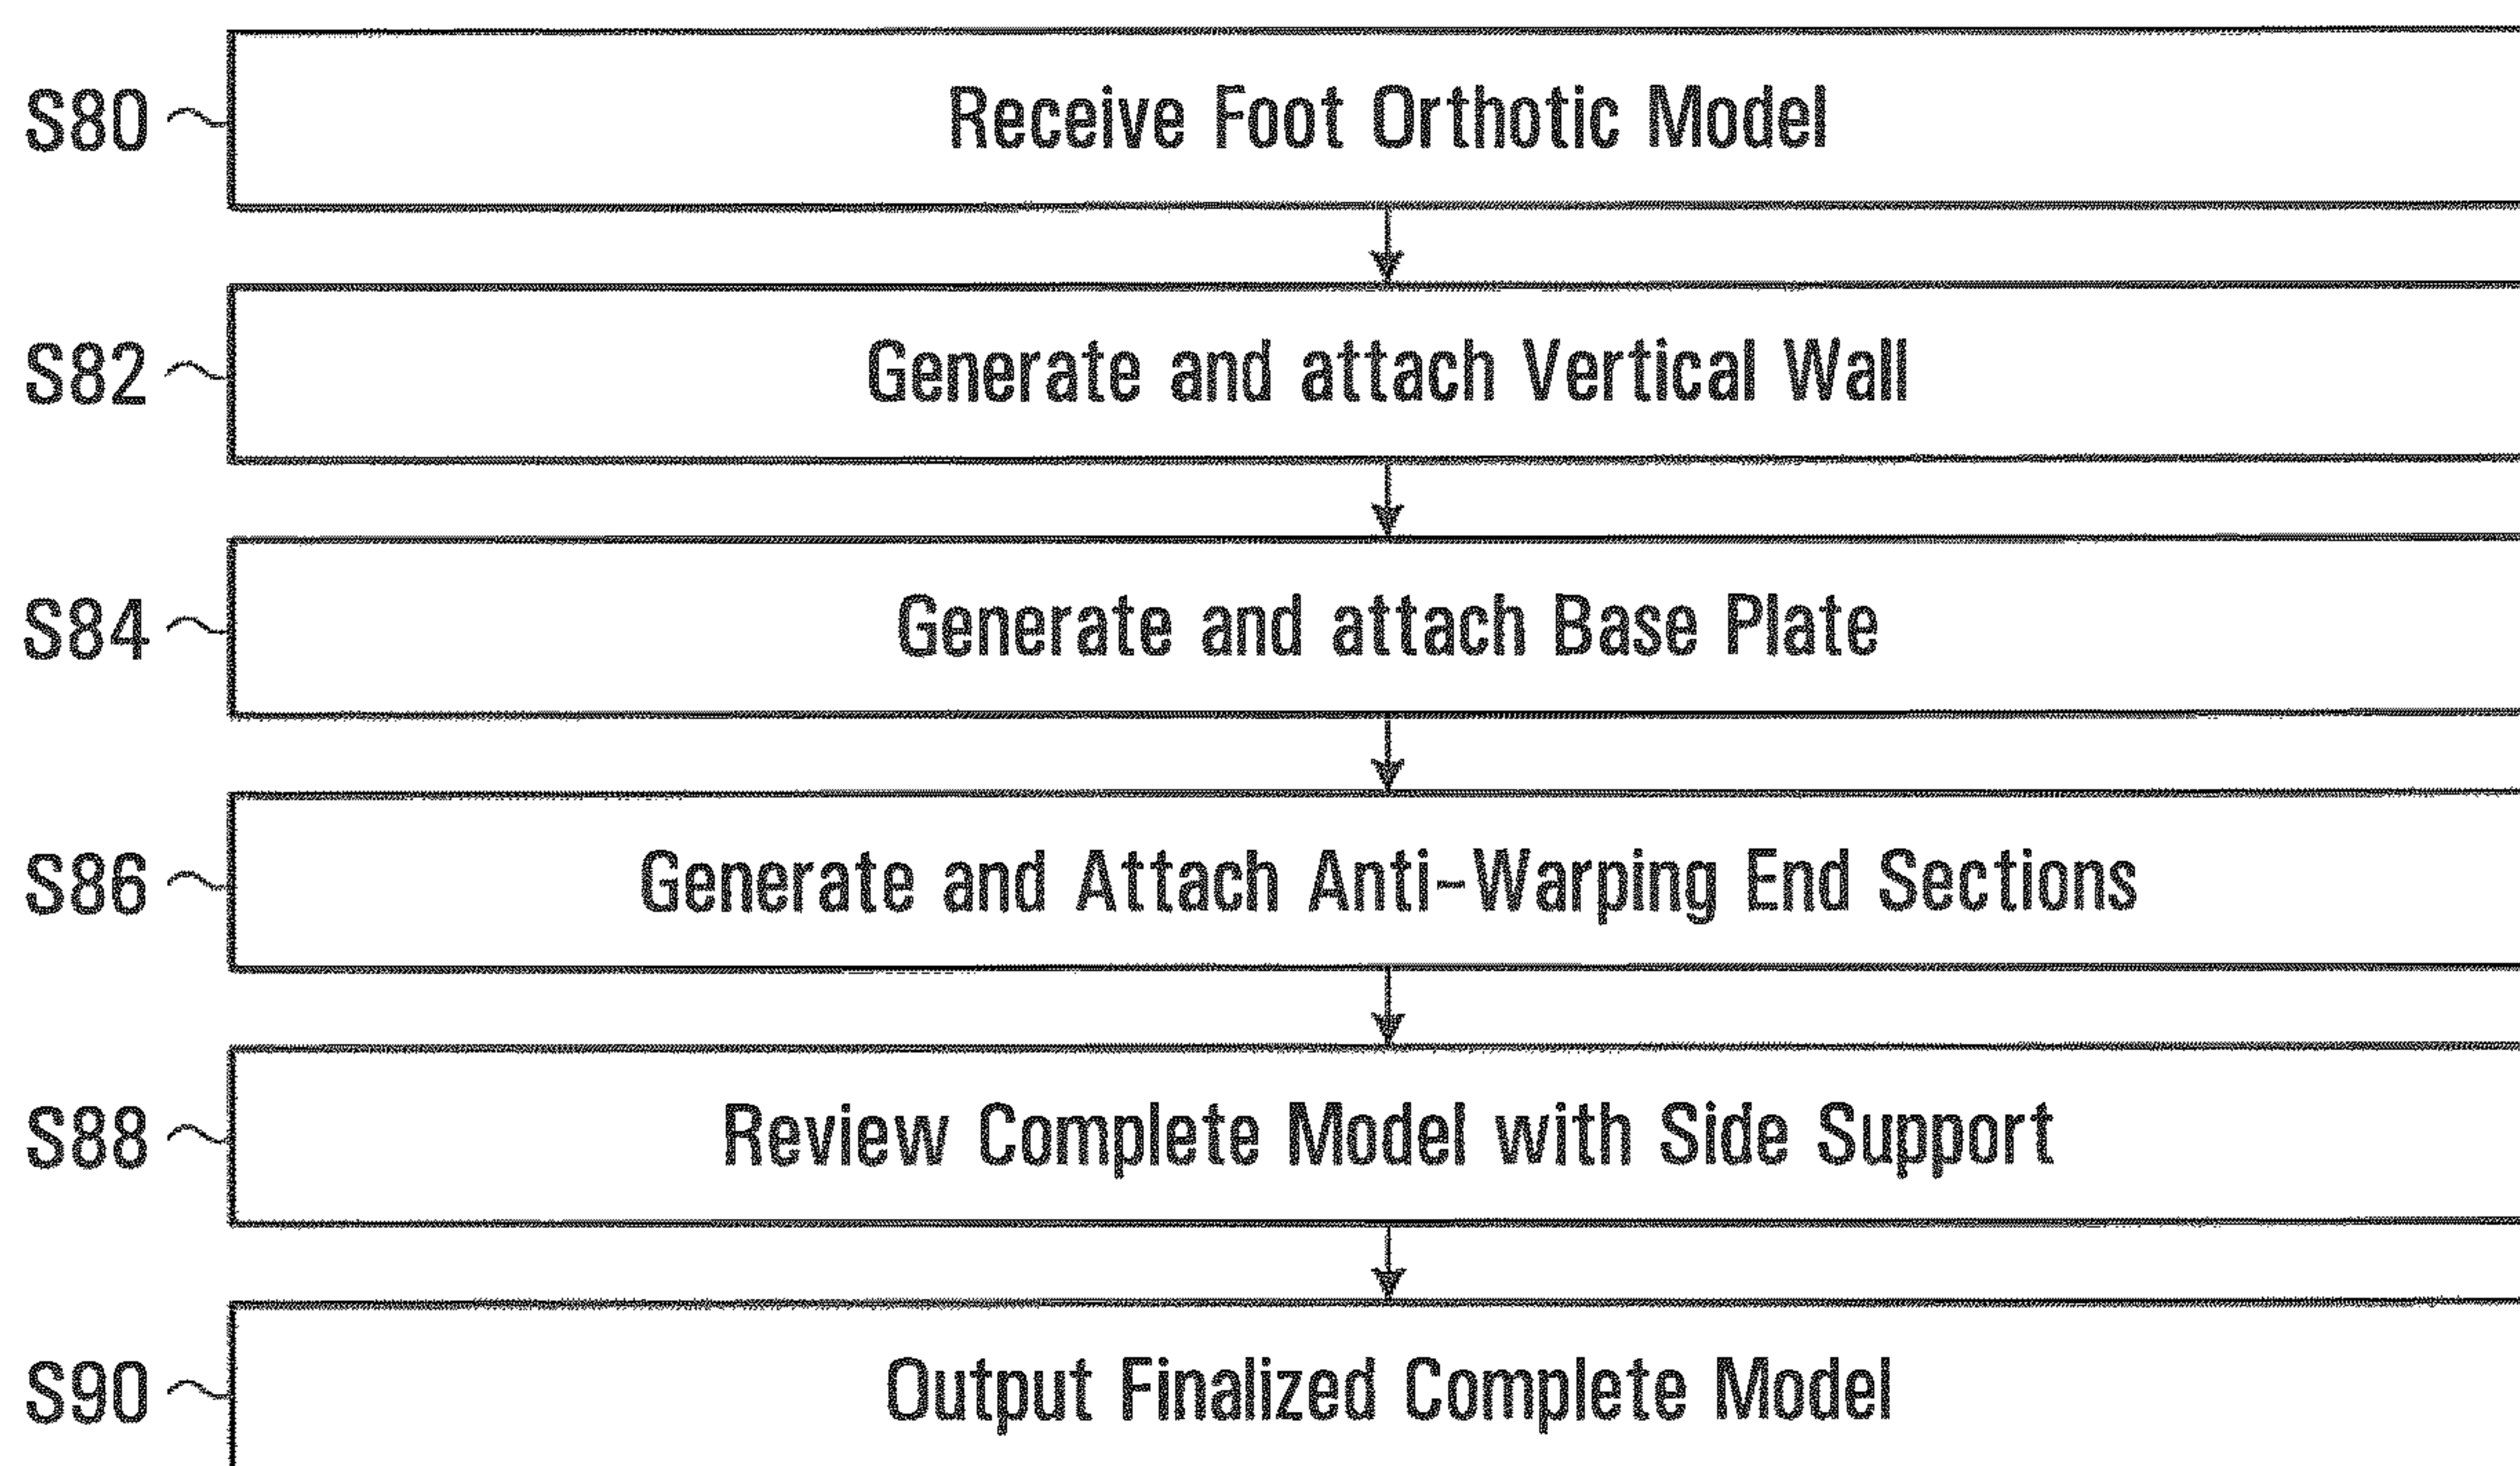 S80 Receive Foot Orthotic Model
S82 Generate and attach Vertical Wall
S84 Generate and attach Base Plate
S86 Generate and Attach Anti-Warping End Sections
S88 Review Complete Model with Side Support
S90 Output Finalized Complete Model